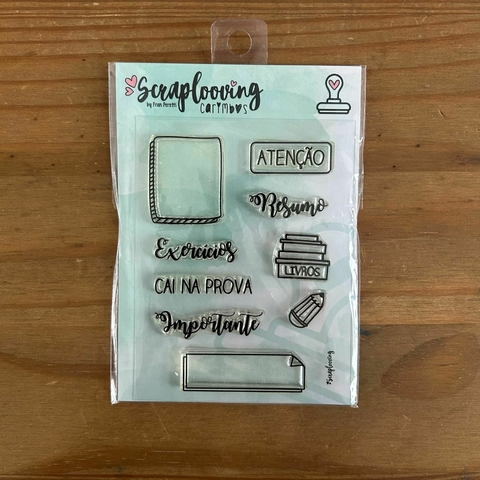 Scraplooving
by Fran Peretti
carimbos
ATENÇÃO
Resumo
Exercícios
LIVROS
CAI NA PROVA
Importante
Scraplooving